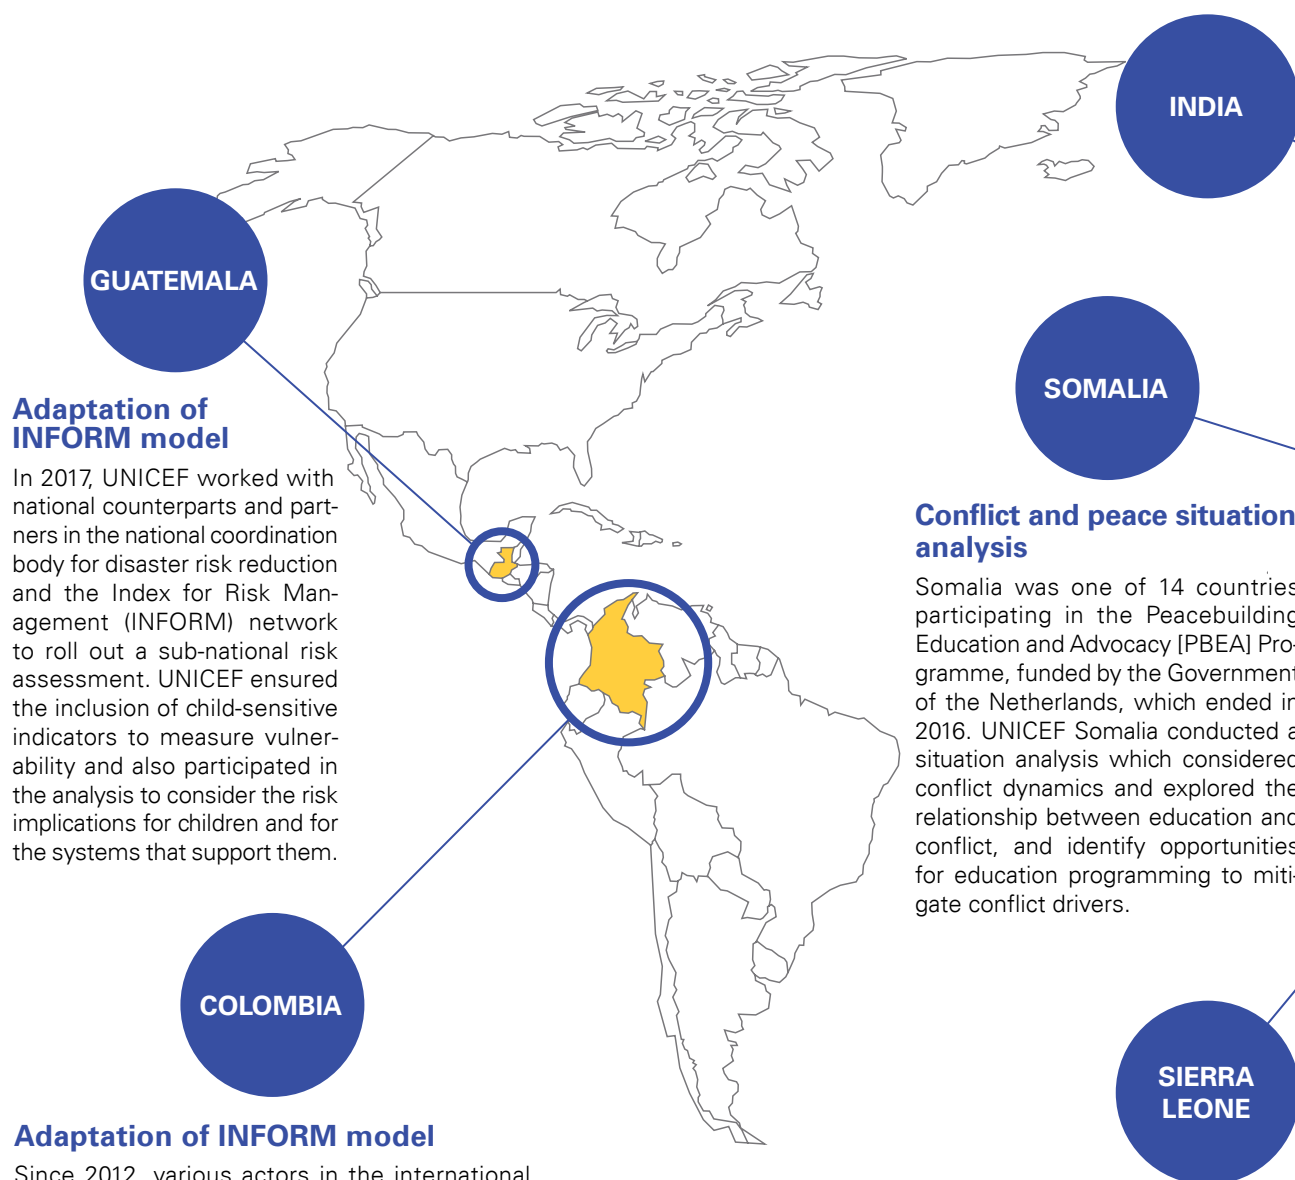 INDIA
GUATEMALA
Adaptation of
INFORM model
In 2017, UNICEF worked with
national counterparts and part-
ners in the national coordination
body for disaster risk reduction
and the Index for Risk Man-
agement (INFORM) network
to roll out a sub-national risk
assessment. UNICEF ensured
the inclusion of child-sensitive
indicators to measure vulner-
ability and also participated in
the analysis to consider the risk
implications for children and for
the systems that support them.
SOMALIA
Conflict and peace situation
analysis
Somalia was one of 14 countries
participating in the Peacebuilding
Education and Advocacy [PBEA] Pro-
gramme, funded by the Government
of the Netherlands, which ended in
2016. UNICEF Somalia conducted a
situation analysis which considered
conflict dynamics and explored the
relationship between education and
conflict, and identify opportunities
for education programming to miti-
gate conflict drivers.
COLOMBIA
Adaptation of INFORM model
Since 2012, various actors in the international
SIERRA
LEONE